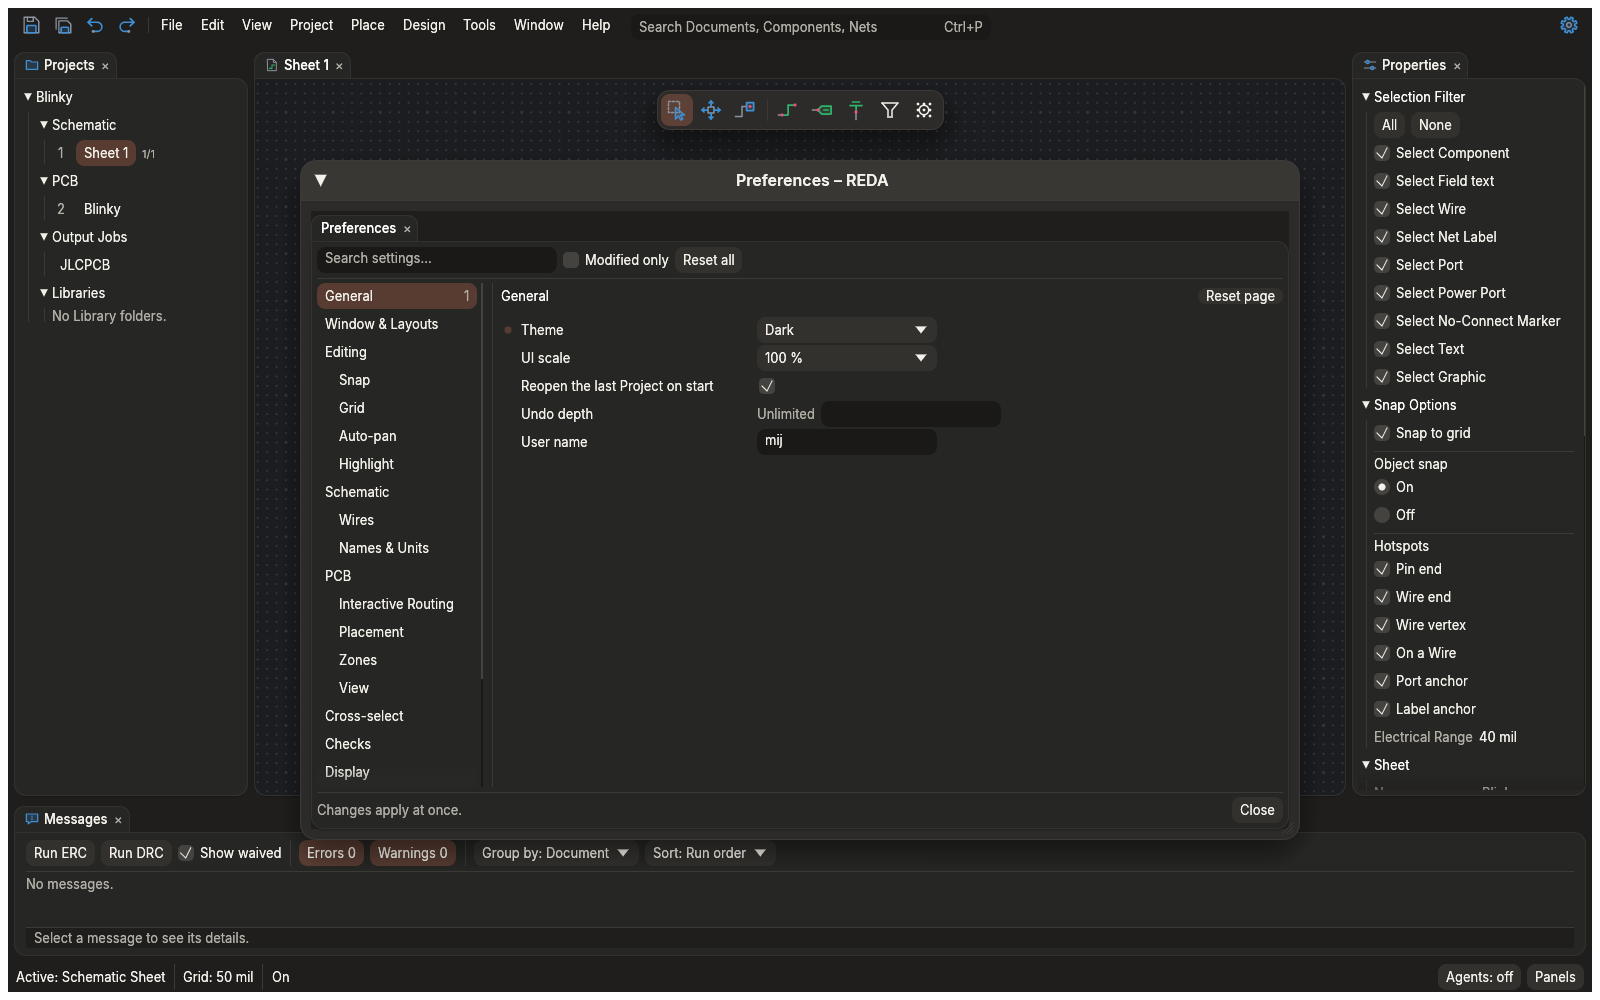 File Edit View Project Place Design Tools Window Help Search Documents, Components, Nets Ctrl+P
Projects ×
Sheet 1 ×
Properties ×
Blinky
Schematic
1 Sheet 1 1/1
PCB
2 Blinky
Output Jobs
JLCPCB
Libraries
No Library folders.
Preferences – REDA
Preferences ×
Search settings... Modified only Reset all
General 1
Window & Layouts
Editing
Snap
Grid
Auto-pan
Highlight
Schematic
Wires
Names & Units
PCB
Interactive Routing
Placement
Zones
View
Cross-select
Checks
Display
General Reset page
Theme Dark
UI scale 100 %
Reopen the last Project on start
Undo depth Unlimited
User name mij
Changes apply at once. Close
Selection Filter
All None
Select Component
Select Field text
Select Wire
Select Net Label
Select Port
Select Power Port
Select No-Connect Marker
Select Text
Select Graphic
Snap Options
Snap to grid
Object snap
On
Off
Hotspots
Pin end
Wire end
Wire vertex
On a Wire
Port anchor
Label anchor
Electrical Range 40 mil
Sheet
Messages ×
Run ERC Run DRC Show waived Errors 0 Warnings 0 Group by: Document Sort: Run order
No messages.
Select a message to see its details.
Active: Schematic Sheet Grid: 50 mil On Agents: off Panels